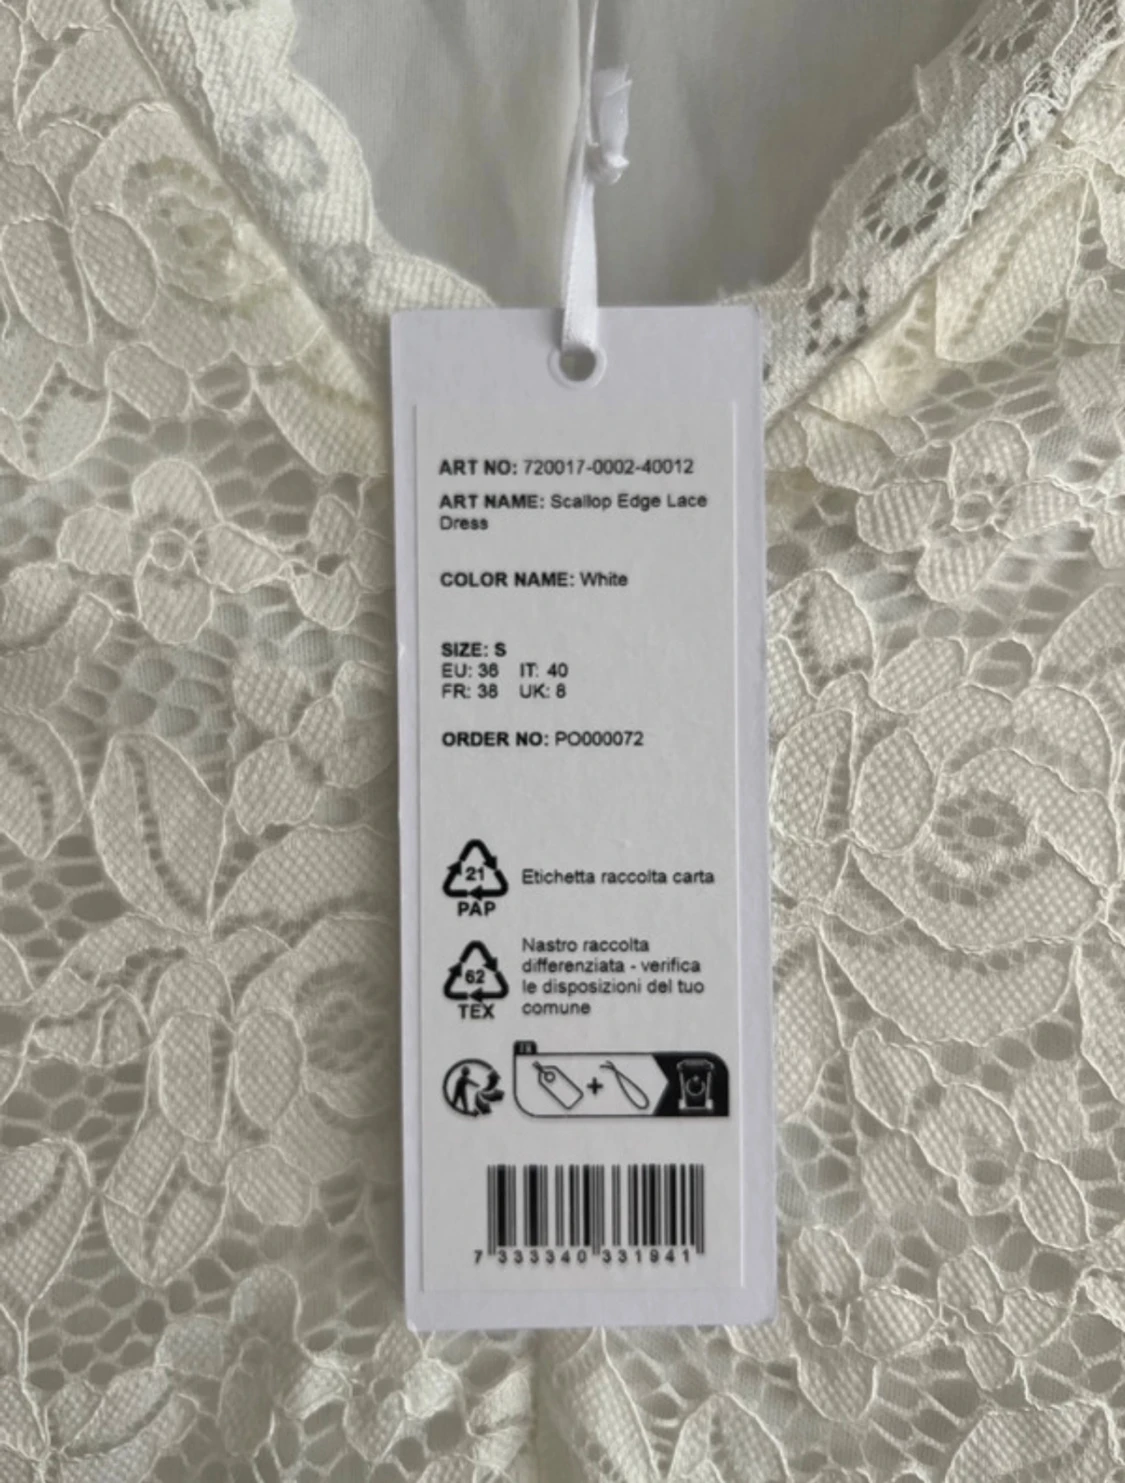 ART NO: 720017-0002-40012
ART NAME: Scallop Edge Lace
Dress
COLOR NAME: White
SIZE: S
EU: 36 IT: 40
FR: 38 UK: 8
ORDER NO: PO000072
21
PAP
Etichetta raccolta carta
62
TEX
Nastro raccolta
differenziata - verifica
le disposizioni del tuo
comune
FR
+
7 333340 331941